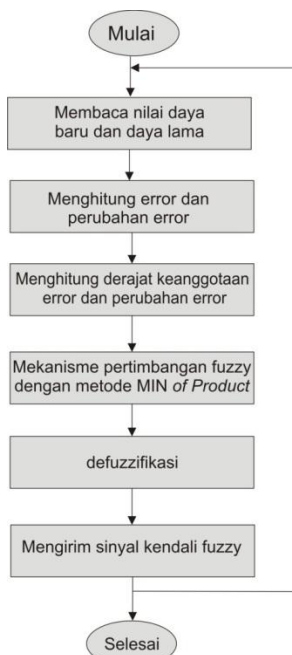 Mulai
Membaca nilai daya
baru dan daya lama
Menghitung error dan
perubahan error
Menghitung derajat keanggotaan
error dan perubahan error
Mekanisme pertimbangan fuzzy
dengan metode MIN of Product
defuzzifikasi
Mengirim sinyal kendali fuzzy
Selesai